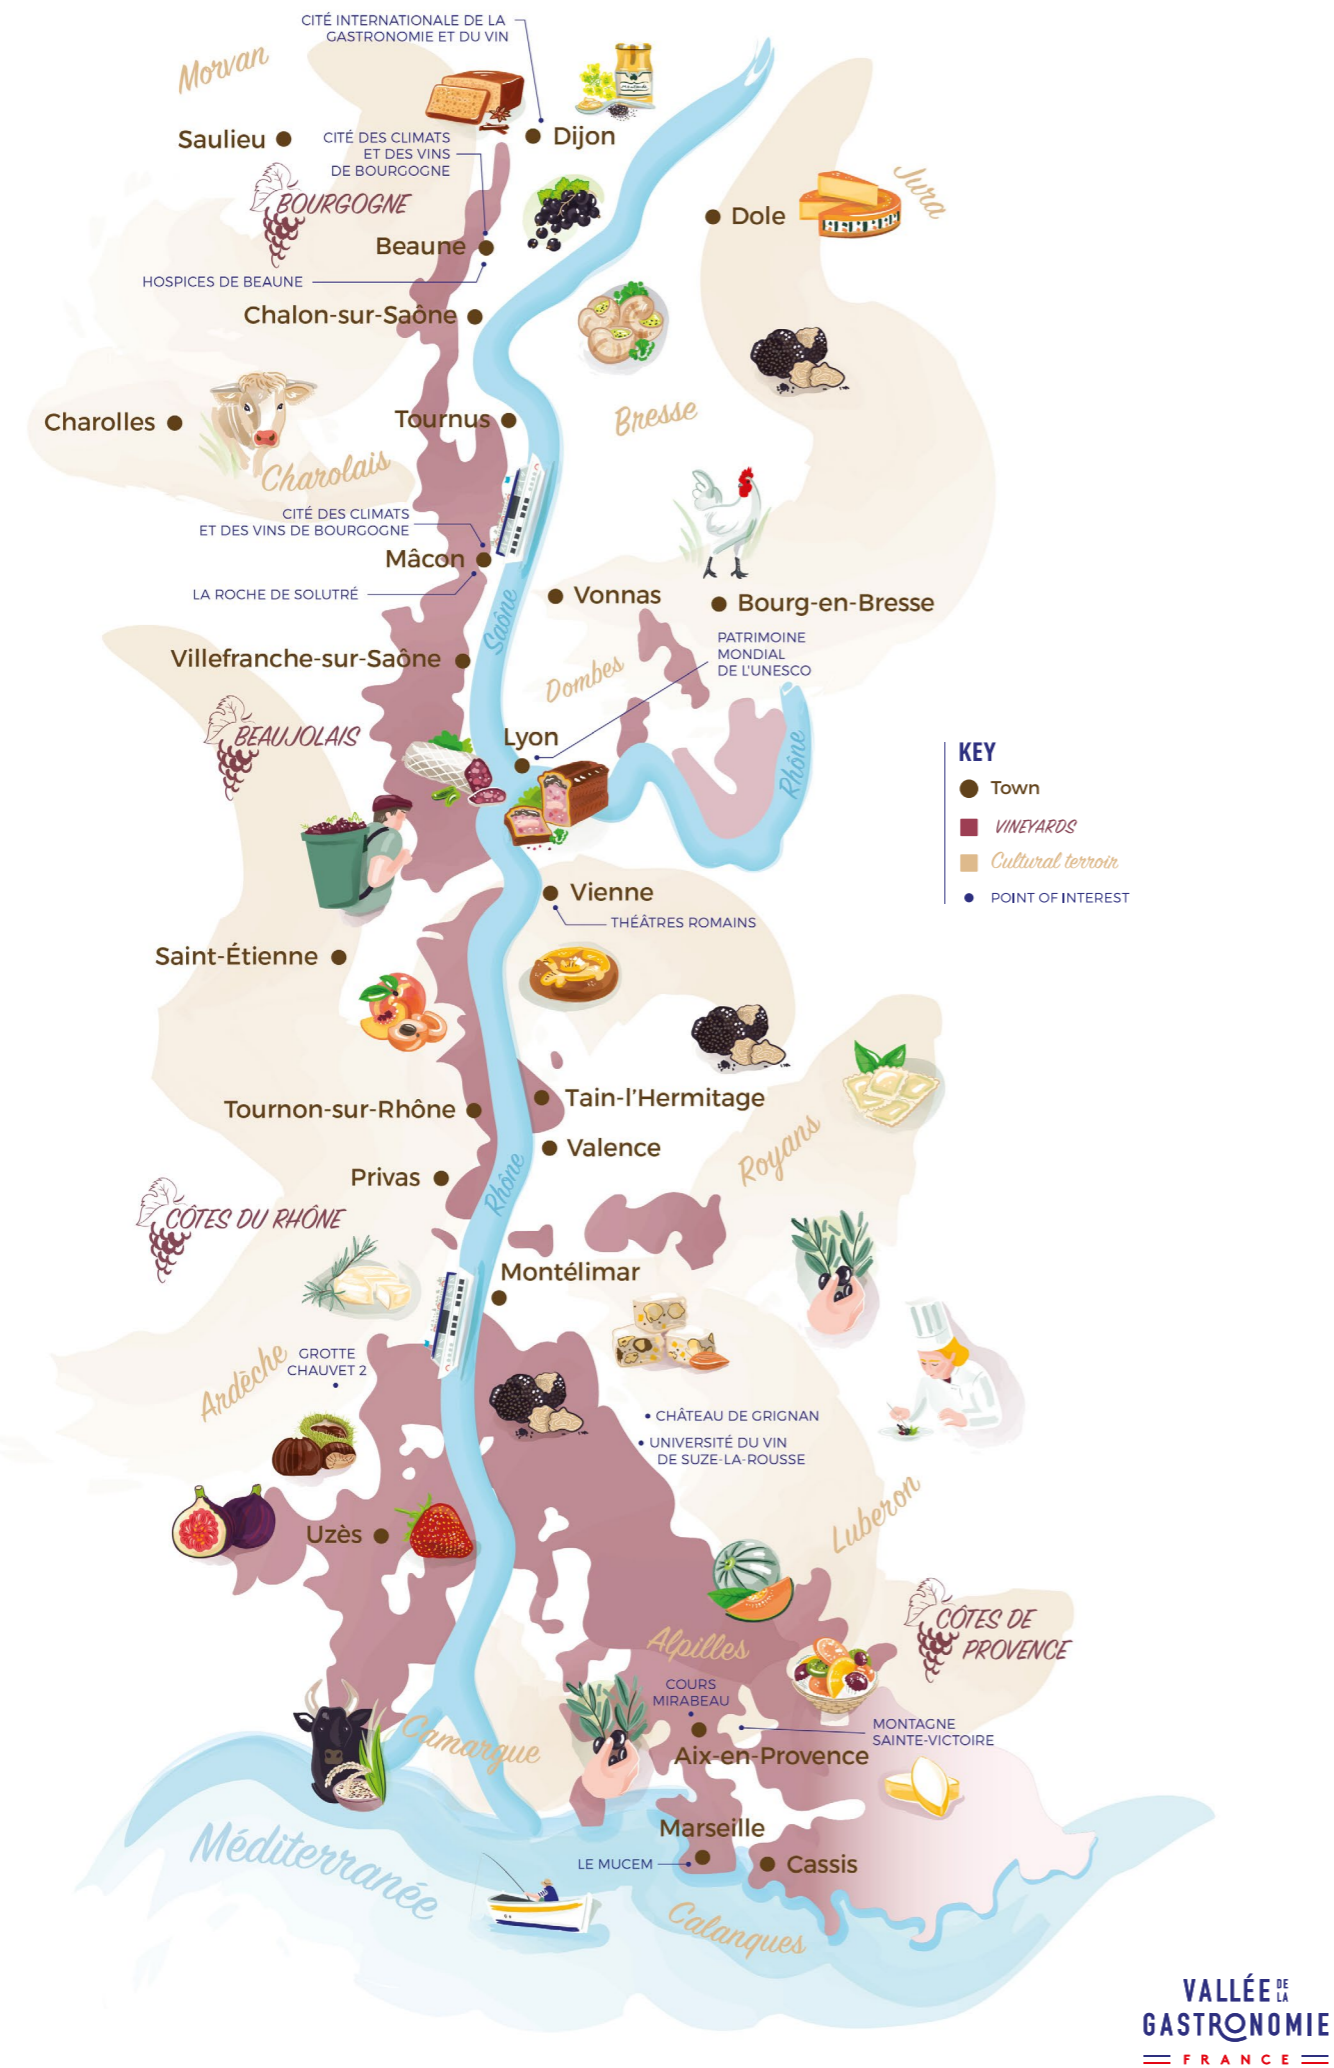 CITÉ INTERNATIONALE DE LA
GASTRONOMIE ET DU VIN
Morvan
Saulieu
CITÉ DES CLIMATS
ET DES VINS
DE BOURGOGNE
Dijon
Jura
BOURGOGNE
Dole
Beaune
HOSPICES DE BEAUNE
Chalon-sur-Saône
Charolles
Tournus
Bresse
Charolais
CITÉ DES CLIMATS
ET DES VINS DE BOURGOGNE
Mâcon
LA ROCHE DE SOLUTRÉ
Saône
Vonnas
Bourg-en-Bresse
PATRIMOINE
MONDIAL
DE L'UNESCO
Villefranche-sur-Saône
Dombes
BEAUJOLAIS
Lyon
Rhône
KEY
Town
VINEYARDS
Cultural terroir
POINT OF INTEREST
Vienne
THÉÂTRES ROMAINS
Saint-Étienne
Tain-l'Hermitage
Tournon-sur-Rhône
Valence
Royans
Privas
Rhône
CÔTES DU RHÔNE
Montélimar
Ardèche
GROTTE
CHAUVET 2
CHÂTEAU DE GRIGNAN
UNIVERSITÉ DU VIN
DE SUZE-LA-ROUSSE
Luberon
Uzès
CÔTES DE
PROVENCE
Alpilles
COURS
MIRABEAU
Camargue
MONTAGNE
SAINTE-VICTOIRE
Aix-en-Provence
Méditerranée
Marseille
LE MUCEM
Cassis
Calanques
VALLÉE DE LA
GASTRONOMIE
FRANCE